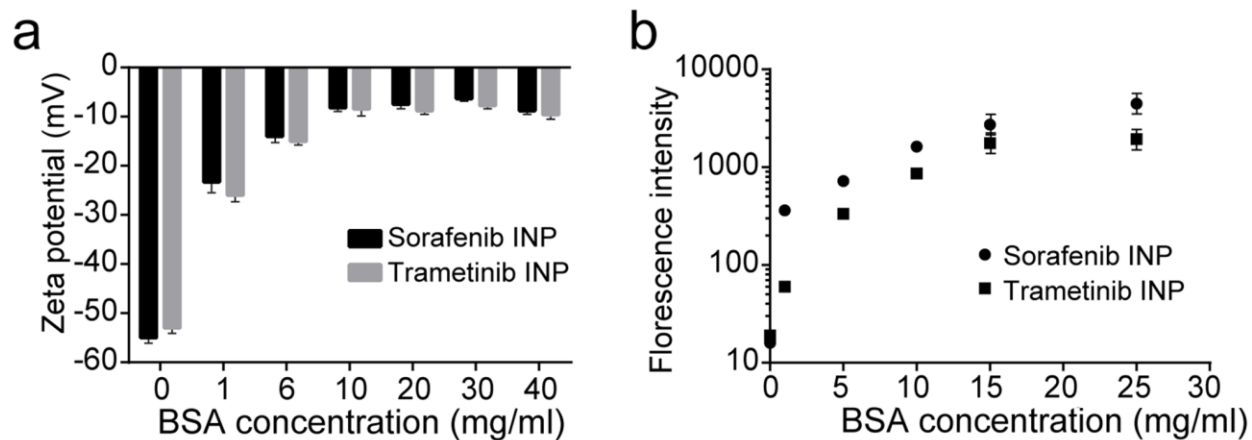 a
Zeta potential (mV)
0
-10
-20
-30
-40
-50
-60
Sorafenib INP
Trametinib INP
0 1 6 10 20 30 40
BSA concentration (mg/ml)
b
Florescence intensity
10000
1000
100
10
Sorafenib INP
Trametinib INP
0 5 10 15 20 25 30
BSA concentration (mg/ml)